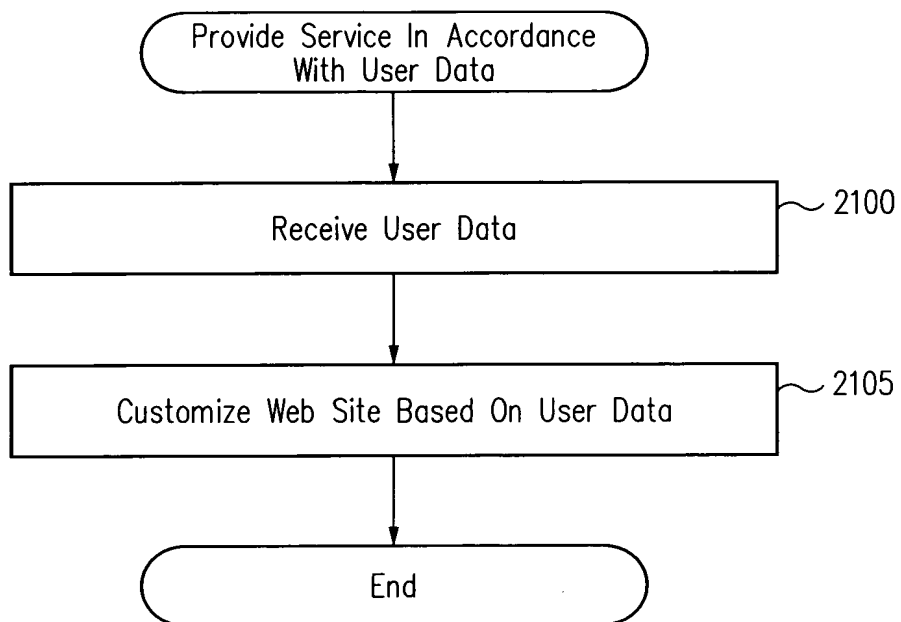 Provide Service In Accordance
With User Data
Receive User Data
2100
Customize Web Site Based On User Data
2105
End